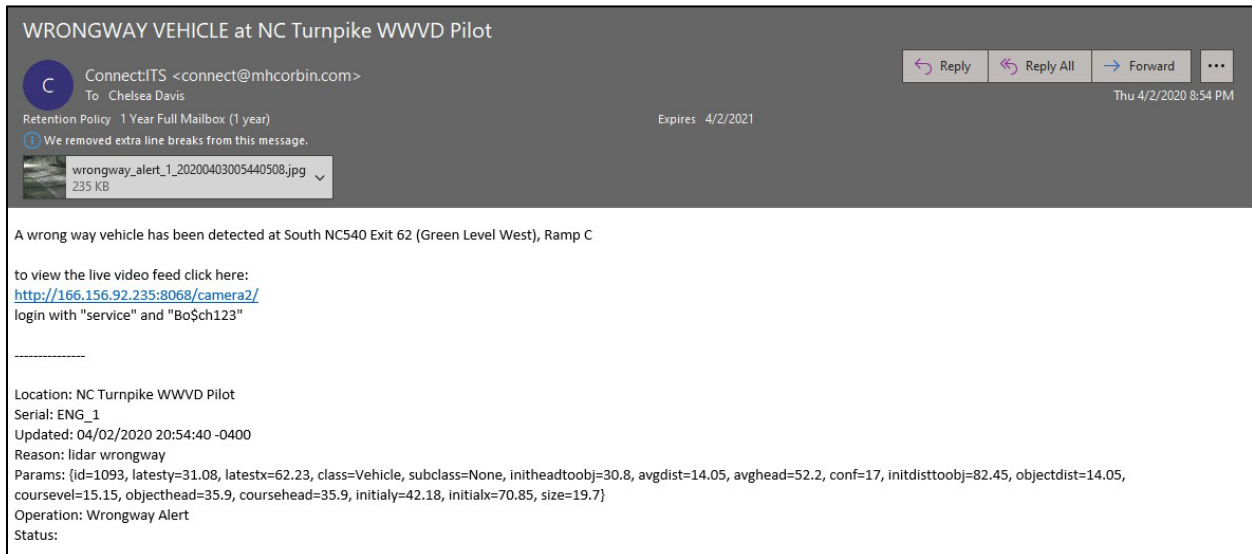 WRONGWAY VEHICLE at NC Turnpike WWVD Pilot
C
Connect:ITS <connect@mhcorbin.com>
Reply
Reply All
Forward
To Chelsea Davis
Thu 4/2/2020 8:54 PM
Retention Policy 1 Year Full Mailbox (1 year)
Expires 4/2/2021
We removed extra line breaks from this message.
wrongway_alert_1_20200403005440508.jpg
235 KB
A wrong way vehicle has been detected at South NC540 Exit 62 (Green Level West), Ramp C
to view the live video feed click here:
http://166.156.92.235:8068/camera2/
login with "service" and "Bo$ch123"
---------------
Location: NC Turnpike WWVD Pilot
Serial: ENG_1
Updated: 04/02/2020 20:54:40 -0400
Reason: lidar wrongway
Params: {id=1093, latesty=31.08, latestx=62.23, class=Vehicle, subclass=None, initheadtoobj=30.8, avgdist=14.05, avghead=52.2, conf=17, initdisttoobj=82.45, objectdist=14.05,
coursevel=15.15, objecthead=35.9, coursehead=35.9, initialy=42.18, initialx=70.85, size=19.7}
Operation: Wrongway Alert
Status: